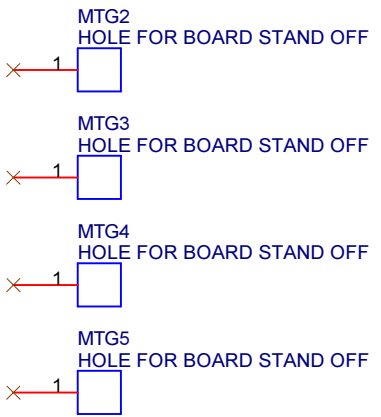 MTG2
HOLE FOR BOARD STAND OFF
1
MTG3
HOLE FOR BOARD STAND OFF
1
MTG4
HOLE FOR BOARD STAND OFF
1
MTG5
HOLE FOR BOARD STAND OFF
1